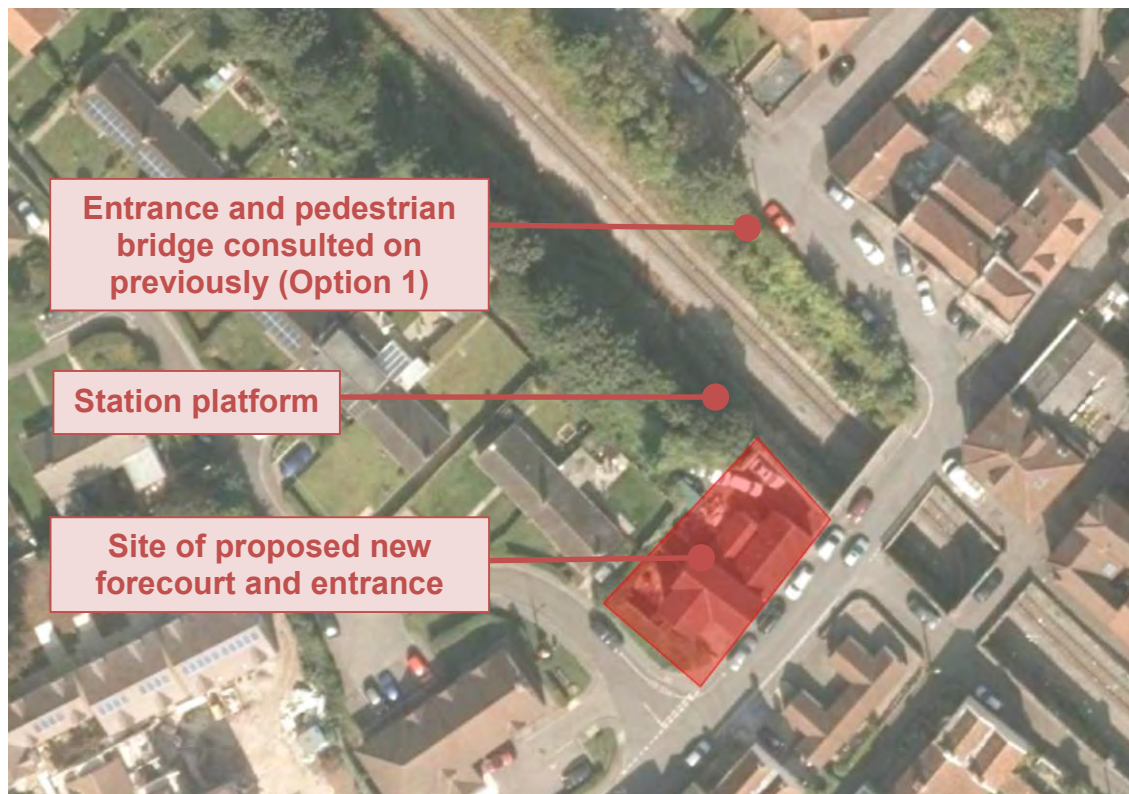 Entrance and pedestrian
bridge consulted on
previously (Option 1)
Station platform
Site of proposed new
forecourt and entrance